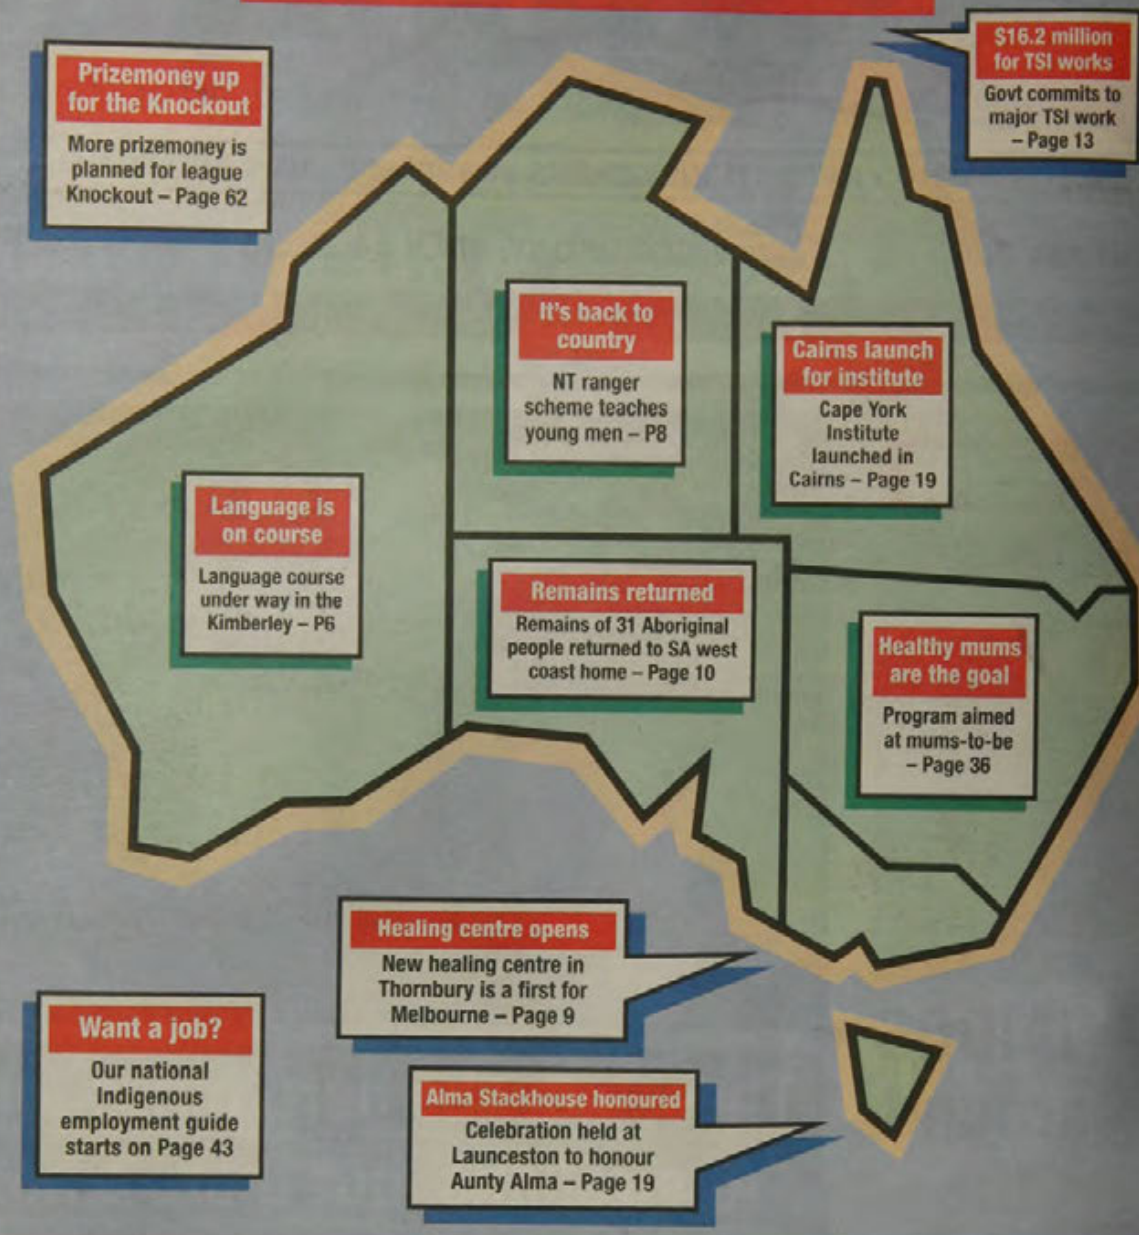 Prizemoney up
for the Knockout
More prizemoney is
planned for league
Knockout – Page 62
$16.2 million
for TSI works
Govt commits to
major TSI work
– Page 13
It's back to
country
NT ranger
scheme teaches
young men – P8
Cairns launch
for institute
Cape York
Institute
launched in
Cairns – Page 19
Language is
on course
Language course
under way in the
Kimberley – P6
Remains returned
Remains of 31 Aboriginal
people returned to SA west
coast home – Page 10
Healthy mums
are the goal
Program aimed
at mums-to-be
– Page 36
Healing centre opens
New healing centre in
Thornbury is a first for
Melbourne – Page 9
Want a job?
Our national
Indigenous
employment guide
starts on Page 43
Alma Stackhouse honoured
Celebration held at
Launceston to honour
Aunty Alma – Page 19